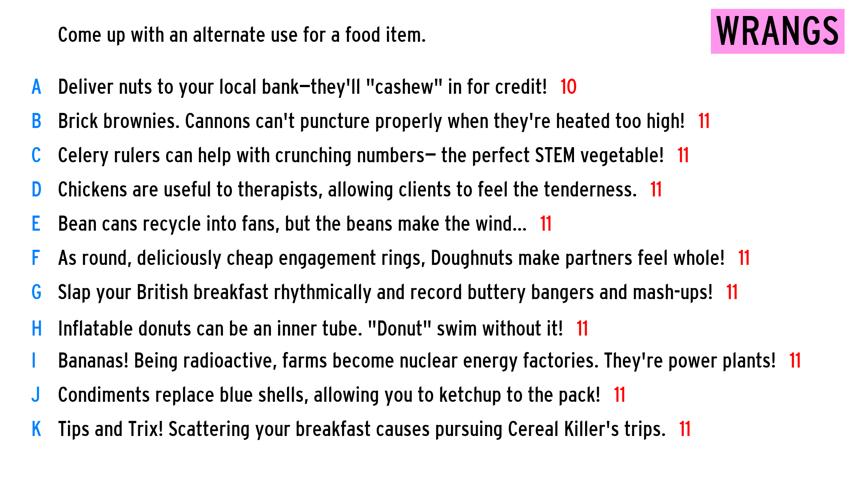 Come up with an alternate use for a food item.
WRANGS
A Deliver nuts to your local bank—they'll "cashew" in for credit! 10
B Brick brownies. Cannons can't puncture properly when they're heated too high! 11
C Celery rulers can help with crunching numbers— the perfect STEM vegetable! 11
D Chickens are useful to therapists, allowing clients to feel the tenderness. 11
E Bean cans recycle into fans, but the beans make the wind... 11
F As round, deliciously cheap engagement rings, Doughnuts make partners feel whole! 11
G Slap your British breakfast rhythmically and record buttery bangers and mash-ups! 11
H Inflatable donuts can be an inner tube. "Donut" swim without it! 11
I Bananas! Being radioactive, farms become nuclear energy factories. They're power plants! 11
J Condiments replace blue shells, allowing you to ketchup to the pack! 11
K Tips and Trix! Scattering your breakfast causes pursuing Cereal Killer's trips. 11